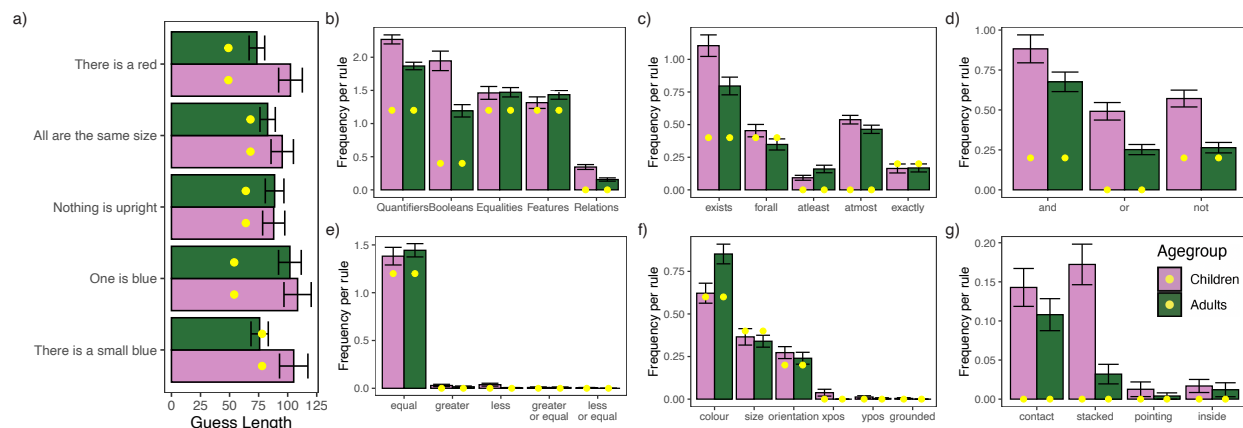 a)
There is a red
All are the same size
Nothing is upright
One is blue
There is a small blue
0 25 50 75 100 125
Guess Length
b)
Frequency per rule
2.0
1.5
1.0
0.5
0.0
Quantifiers Booleans Equalities Features Relations
c)
Frequency per rule
1.00
0.75
0.50
0.25
0.00
exists forall atleast atmost exactly
d)
Frequency per rule
1.00
0.75
0.50
0.25
0.00
and or not
e)
Frequency per rule
1.5
1.0
0.5
0.0
equal greater less greater less
or equal or equal
f)
Frequency per rule
0.75
0.50
0.25
0.00
colour size orientation xpos ypos grounded
g)
Frequency per rule
0.20
0.15
0.10
0.05
0.00
contact stacked pointing inside
Agegroup
Children
Adults